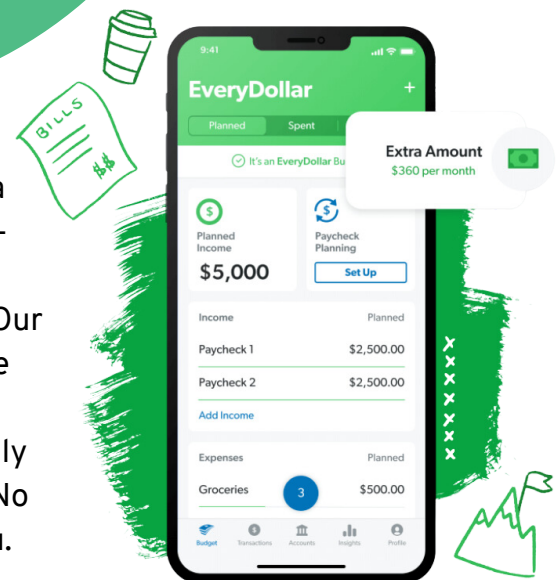 BILLS
$$
Our
ly
No
9:41
EveryDollar
+
Planned Spent
It's an EveryDollar Bu
Extra Amount
$360 per month
$
Planned
Income
$5,000
$
Paycheck
Planning
Set Up
Income Planned
Paycheck 1 $2,500.00
Paycheck 2 $2,500.00
Add Income
Expenses Planned
Groceries 3 $500.00
Budget Transactions Accounts Insights Profile